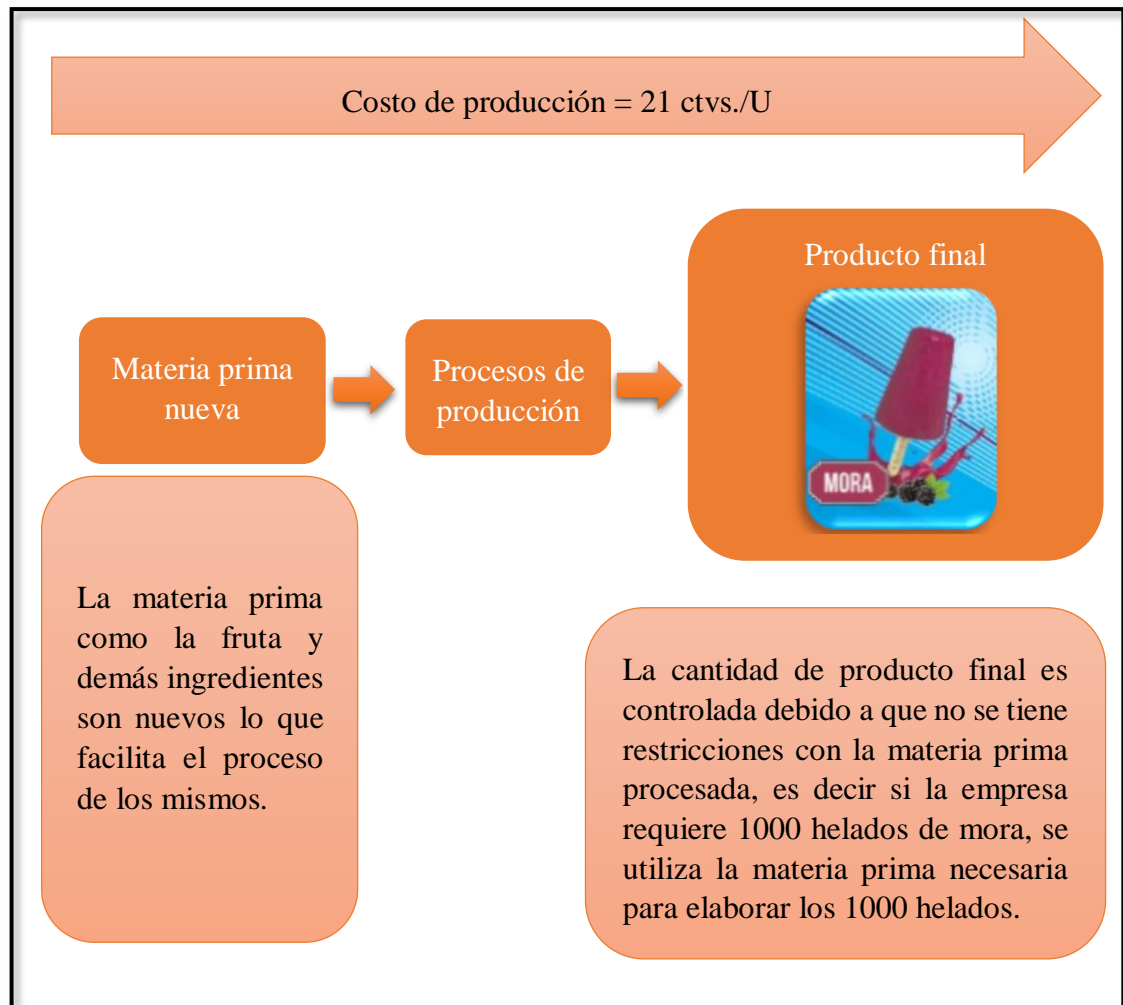 Costo de producción = 21 ctvs./U
Producto final
MORA
Materia prima
nueva
Procesos de
producción
La materia prima
como la fruta y
demás ingredientes
son nuevos lo que
facilita el proceso
de los mismos.
La cantidad de producto final es
controlada debido a que no se tiene
restricciones con la materia prima
procesada, es decir si la empresa
requiere 1000 helados de mora, se
utiliza la materia prima necesaria
para elaborar los 1000 helados.